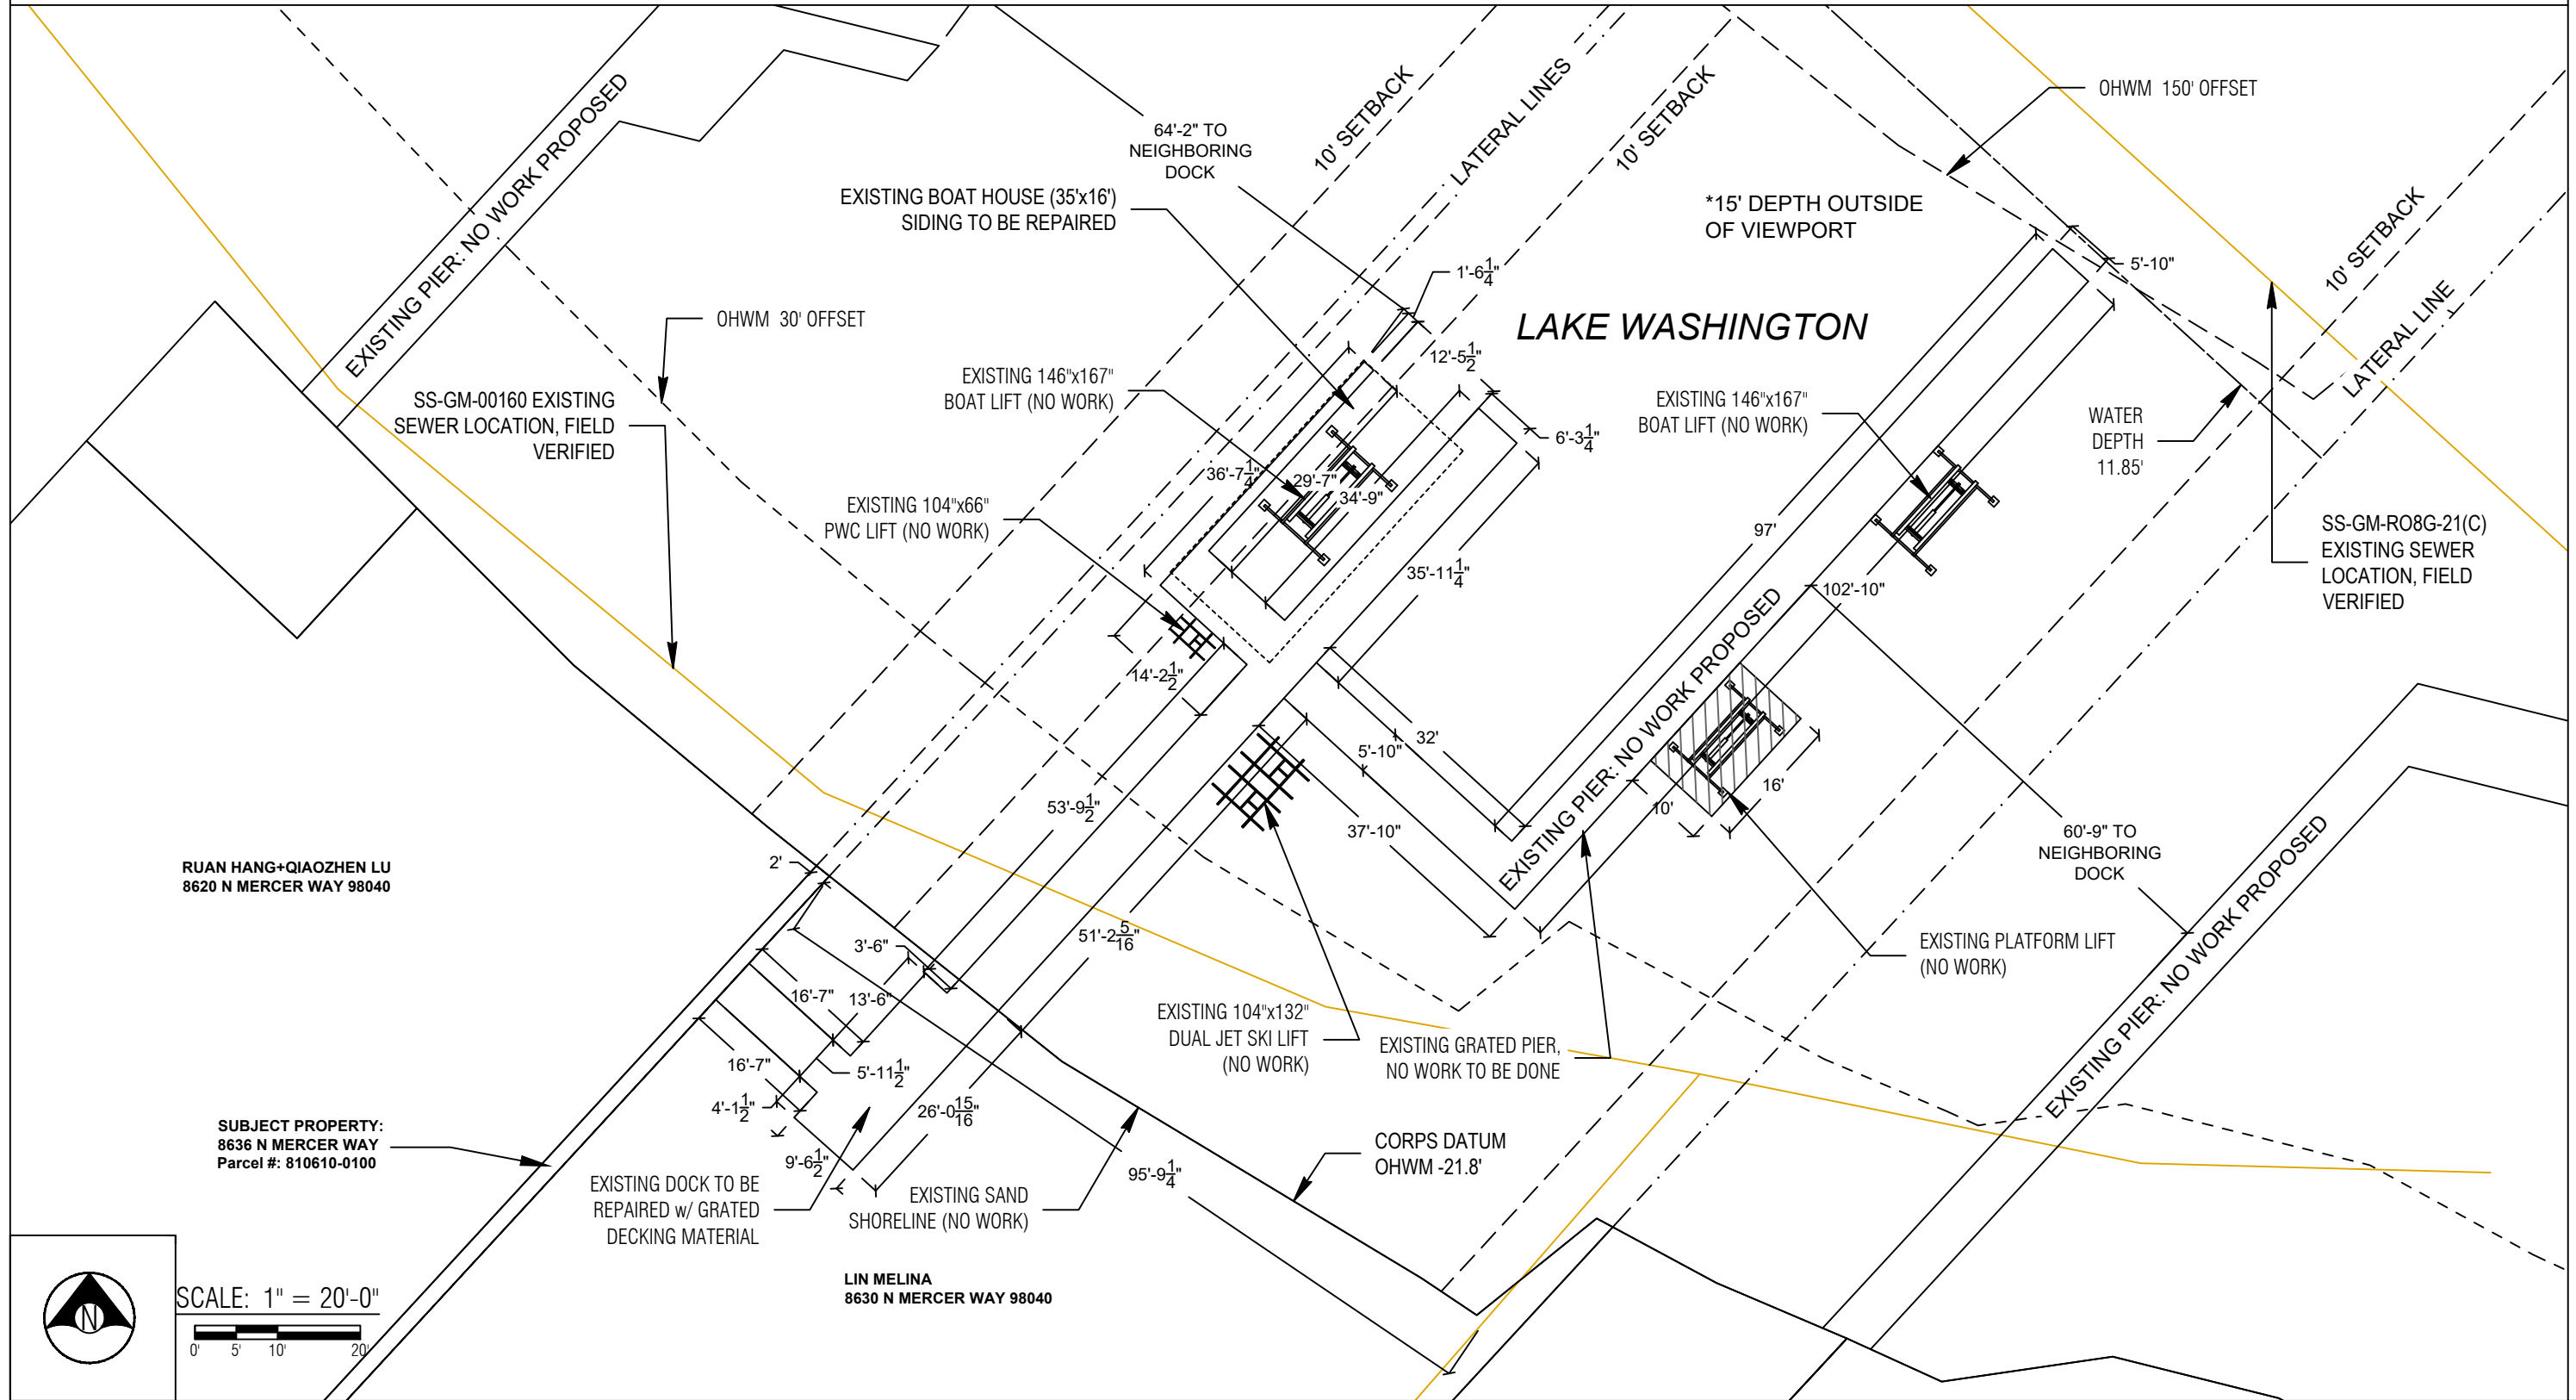 EXISTING PIER: NO WORK PROPOSED
64'-2" TO
NEIGHBORING
DOCK
10' SETBACK
LATERAL LINES
10' SETBACK
OHWM 150' OFFSET
EXISTING BOAT HOUSE (35'x16')
SIDING TO BE REPAIRED
*15' DEPTH OUTSIDE
OF VIEWPORT
10' SETBACK
LATERAL LINE
5'-10"
1'-6 1/4"
LAKE WASHINGTON
OHWM 30' OFFSET
12'-5 1/2"
EXISTING 146"x167"
BOAT LIFT (NO WORK)
SS-GM-00160 EXISTING
SEWER LOCATION, FIELD
VERIFIED
EXISTING 146"x167"
BOAT LIFT (NO WORK)
WATER
DEPTH
11.85'
6'-3 1/4"
36'-7 1/4"
29'-7"
34'-9"
EXISTING 104"x66"
PWC LIFT (NO WORK)
97'
SS-GM-RO8G-21(C)
EXISTING SEWER
LOCATION, FIELD
VERIFIED
35'-11 1/4"
102'-10"
14'-2 1/2"
EXISTING PIER: NO WORK PROPOSED
32'
5'-10"
16'
10'
53'-9 1/2"
37'-10"
60'-9" TO
NEIGHBORING
DOCK
2'
RUAN HANG+QIAOZHEN LU
8620 N MERCER WAY 98040
51'-2 5/16"
3'-6"
EXISTING PLATFORM LIFT
(NO WORK)
EXISTING PIER: NO WORK PROPOSED
16'-7"
13'-6"
EXISTING 104"x132"
DUAL JET SKI LIFT
(NO WORK)
EXISTING GRATED PIER,
NO WORK TO BE DONE
16'-7"
5'-11 1/2"
4'-1 1/2"
26'-0 15/16"
SUBJECT PROPERTY:
8636 N MERCER WAY
Parcel #: 810610-0100
9'-6 1/2"
95'-9 1/4"
CORPS DATUM
OHWM -21.8'
EXISTING DOCK TO BE
REPAIRED w/ GRATED
DECKING MATERIAL
EXISTING SAND
SHORELINE (NO WORK)
LIN MELINA
8630 N MERCER WAY 98040
N
SCALE: 1" = 20'-0"
0' 5' 10' 20'